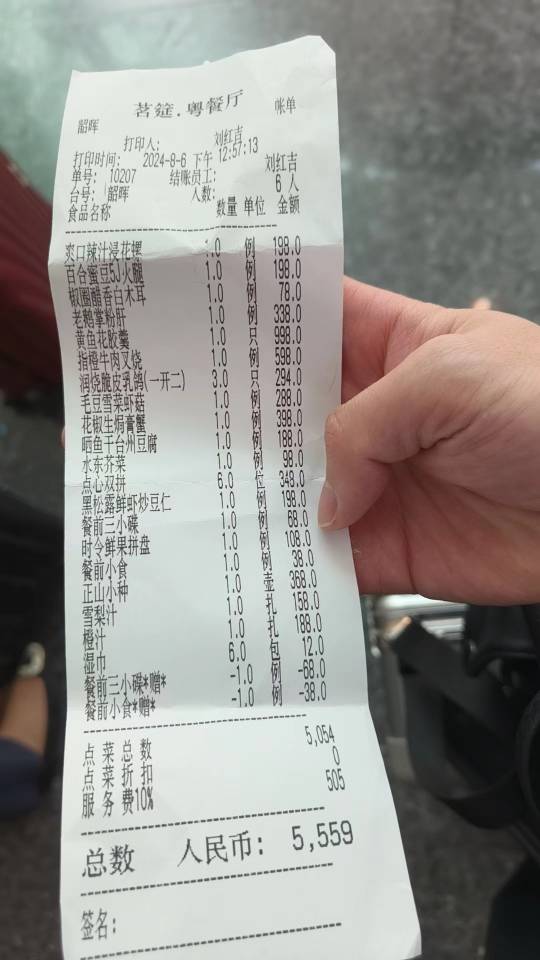 茗筵.粤餐厅
韶晖 帐单
打印人: 刘红吉
打印时间: 2024-8-6 下午 12:57:13
单号: 10207 结账员工: 刘红吉
台号: 韶晖 人数: 6 人
食品名称 数量 单位 金额
爽口辣汁浸花螺 1.0 例 198.0
百合蜜豆5J火腿 1.0 例 198.0
椒圈醋香白木耳 1.0 例 78.0
老鹅掌粉肝 1.0 例 338.0
黄鱼花胶羹 1.0 只 998.0
指橙牛肉叉烧 1.0 例 598.0
润烧脆皮乳鸽(一开二) 3.0 只 294.0
毛豆雪菜虾菇 1.0 例 288.0
花椒生焗膏蟹 1.0 例 398.0
晒鱼干台州豆腐 1.0 例 188.0
水东芥菜 1.0 例 98.0
点心双拼 6.0 位 348.0
黑松露鲜虾炒豆仁 1.0 例 198.0
餐前三小碟 1.0 例 68.0
时令鲜果拼盘 1.0 例 108.0
餐前小食 1.0 例 38.0
正山小种 1.0 壶 368.0
雪梨汁 1.0 扎 158.0
橙汁 1.0 扎 188.0
湿巾 6.0 包 12.0
餐前三小碟*赠* -1.0 例 -68.0
餐前小食*赠* -1.0 例 -38.0
点菜总数 5,054
点菜折扣 0
服务费10% 505
总数 人民币: 5,559
签名: